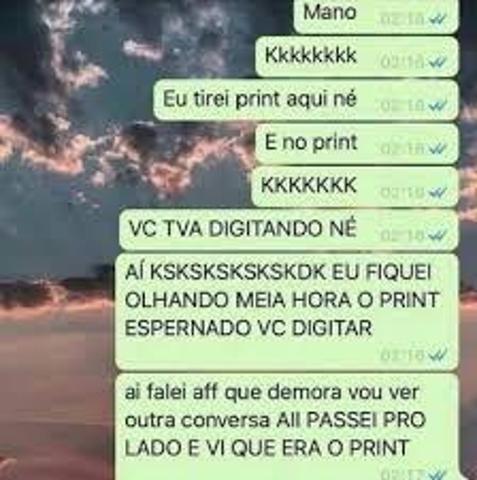 Mano 02:16
Kkkkkkkk 02:16
Eu tirei print aqui né 02:16
E no print 02:16
KKKKKKK 02:16
VC TVA DIGITANDO NÉ 02:16
AÍ KSKSKSKSKSKDK EU FIQUEI
OLHANDO MEIA HORA O PRINT
ESPERNADO VC DIGITAR
02:16
ai falei aff que demora vou ver
outra conversa AII PASSEI PRO
LADO E VI QUE ERA O PRINT
02:17